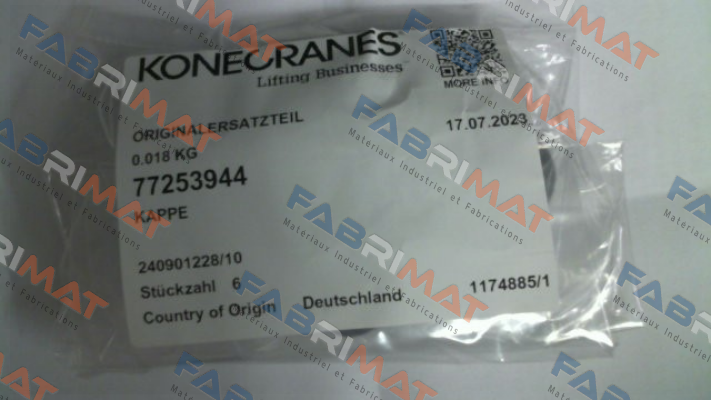 KONECRANES
Lifting Businesses
MORE INFO
ORIGINALERSATZTEIL 17.07.2023
0.018 KG
77253944
KAPPE
240901228/10
Stückzahl 6 1174885/1
Country of Origin Deutschland
FABRIMAT
Materiaux Industriel et Fabrications